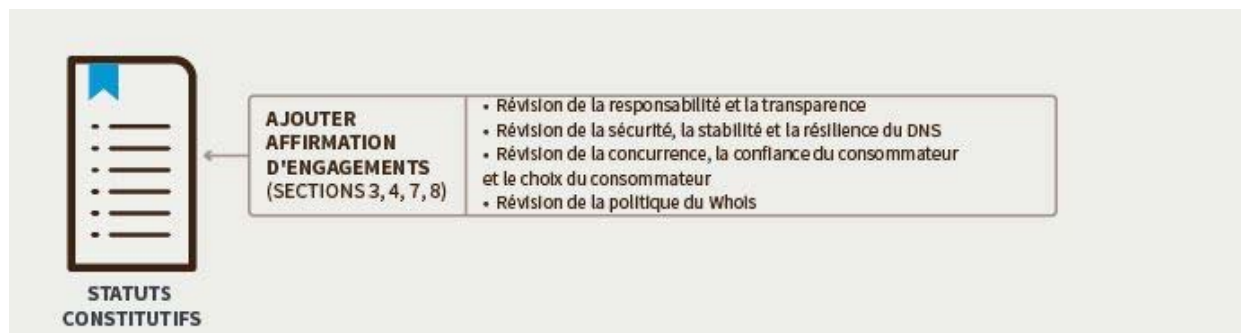 AJOUTER
AFFIRMATION
D'ENGAGEMENTS
(SECTIONS 3, 4, 7, 8)
• Révision de la responsabilité et la transparence
• Révision de la sécurité, la stabilité et la résilience du DNS
• Révision de la concurrence, la confiance du consommateur
et le choix du consommateur
• Révision de la politique du Whois
STATUTS
CONSTITUTIFS